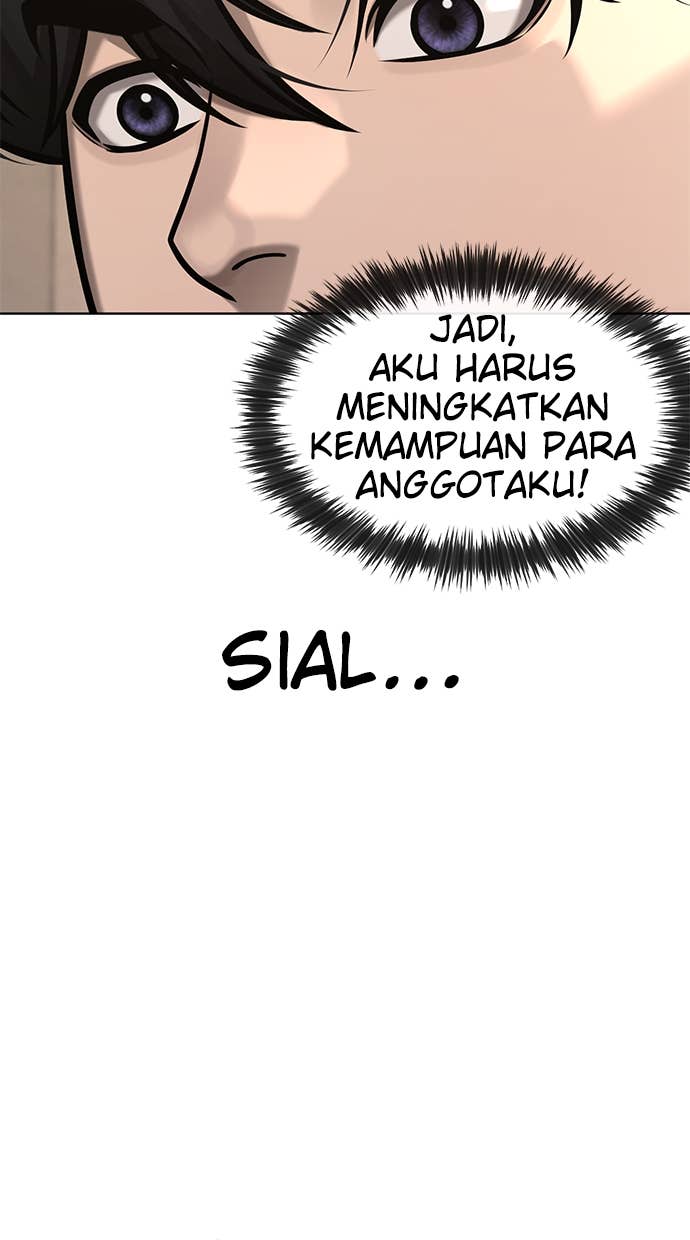 JADI,
AKU HARUS
MENINGKATKAN
KEMAMPUAN PARA
ANGGOTAKU!
SIAL...